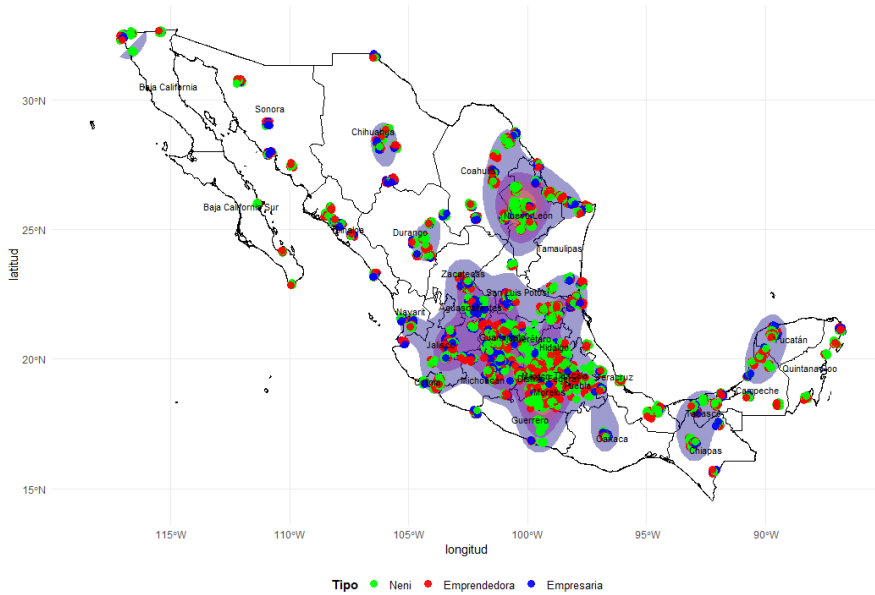 Baja California
Sonora
30°N
Chihuahua
Coahuila
Baja California Sur
Nuevo León
25°N
Sinaloa
Durango
Tamaulipas
Zacatecas
San Luis Potosí
Nayarit
Aguascalientes
Yucatán
Querétaro
Hidalgo
20°N
Quintana Roo
Colima
Michoacán
Veracruz
Campeche
Puebla
Morelos
Tabasco
Guerrero
Oaxaca
Chiapas
15°N
latitud
115°W
110°W
105°W
100°W
95°W
90°W
longitud
Tipo Neni Emprendedora Empresaria